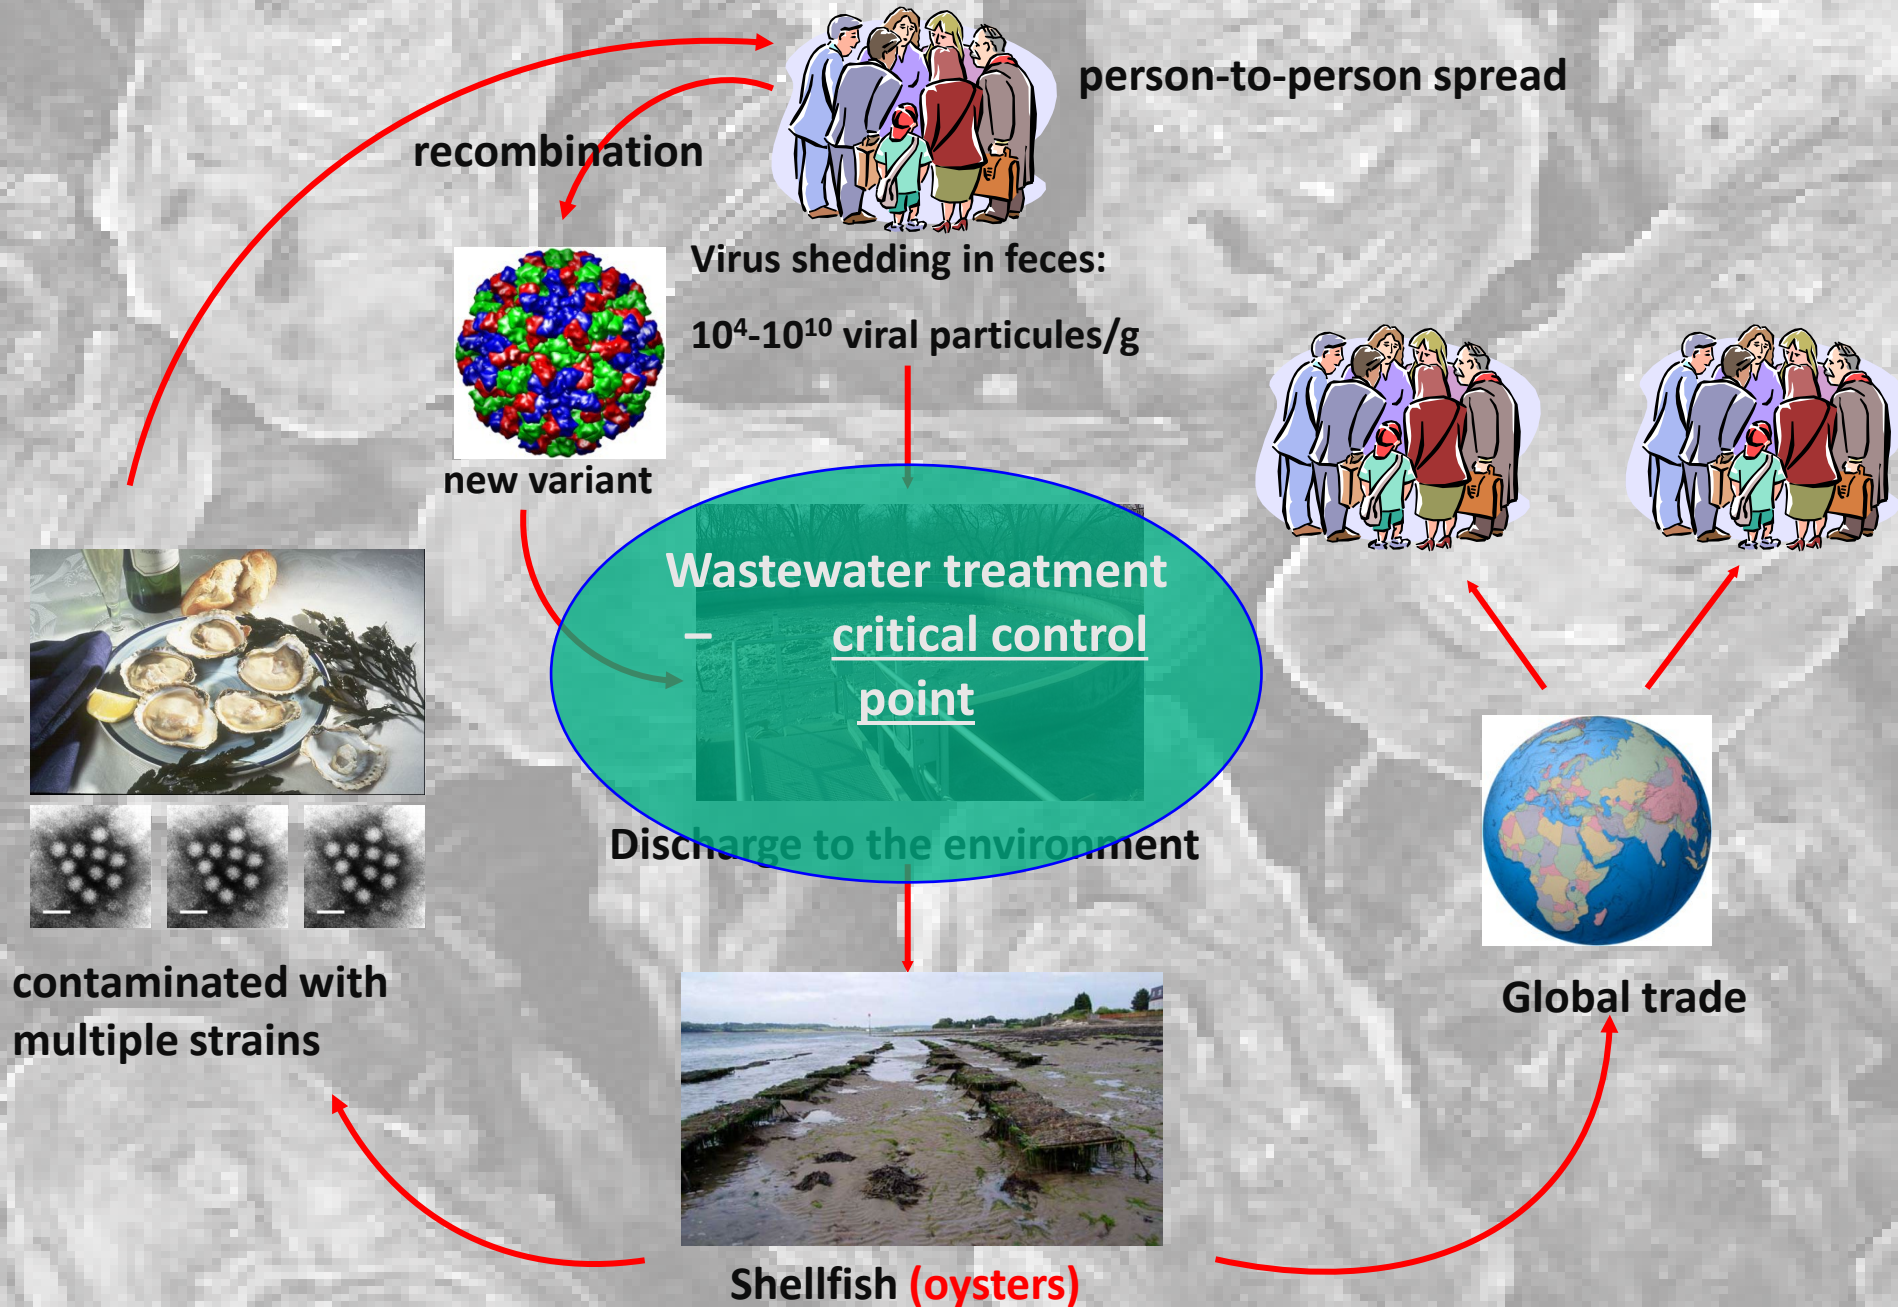 person-to-person spread
recombination
Virus shedding in feces:
10⁴-10¹⁰ viral particules/g
new variant
Wastewater treatment
– critical control
point
Discharge to the environment
contaminated with
multiple strains
Global trade
Shellfish (oysters)